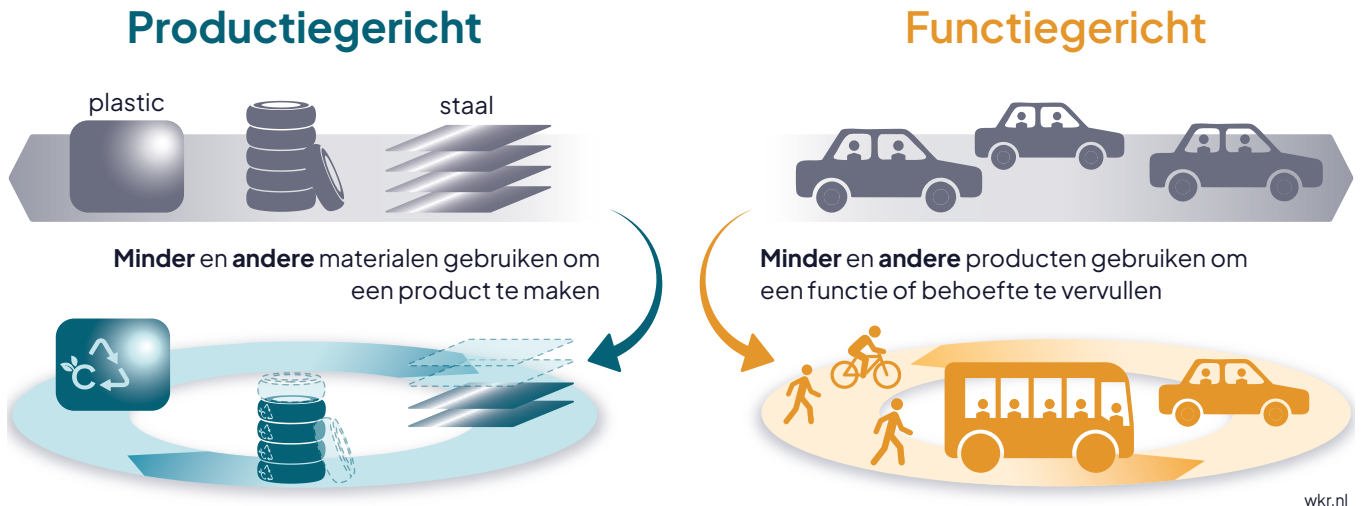 Productiegericht
plastic
staal
Minder en andere materialen gebruiken om
een product te maken
C
Functiegericht
Minder en andere producten gebruiken om
een functie of behoefte te vervullen
wkr.nl